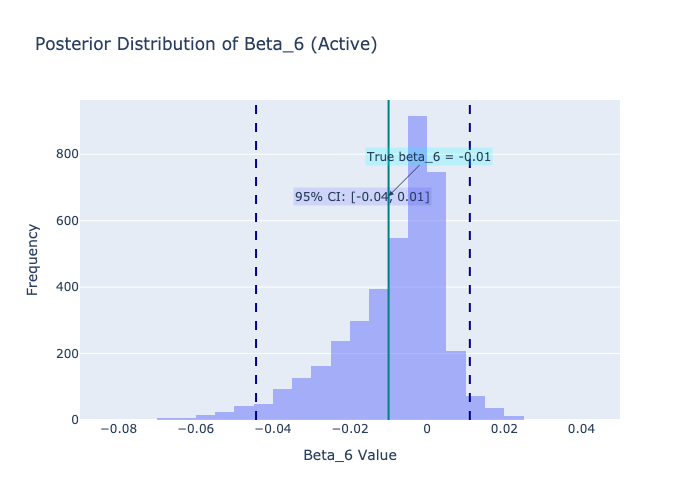 Posterior Distribution of Beta_6 (Active)
True beta_6 = -0.01
95% CI: [-0.04, 0.01]
Frequency
800
600
400
200
0
−0.08
−0.06
−0.04
−0.02
0
0.02
0.04
Beta_6 Value